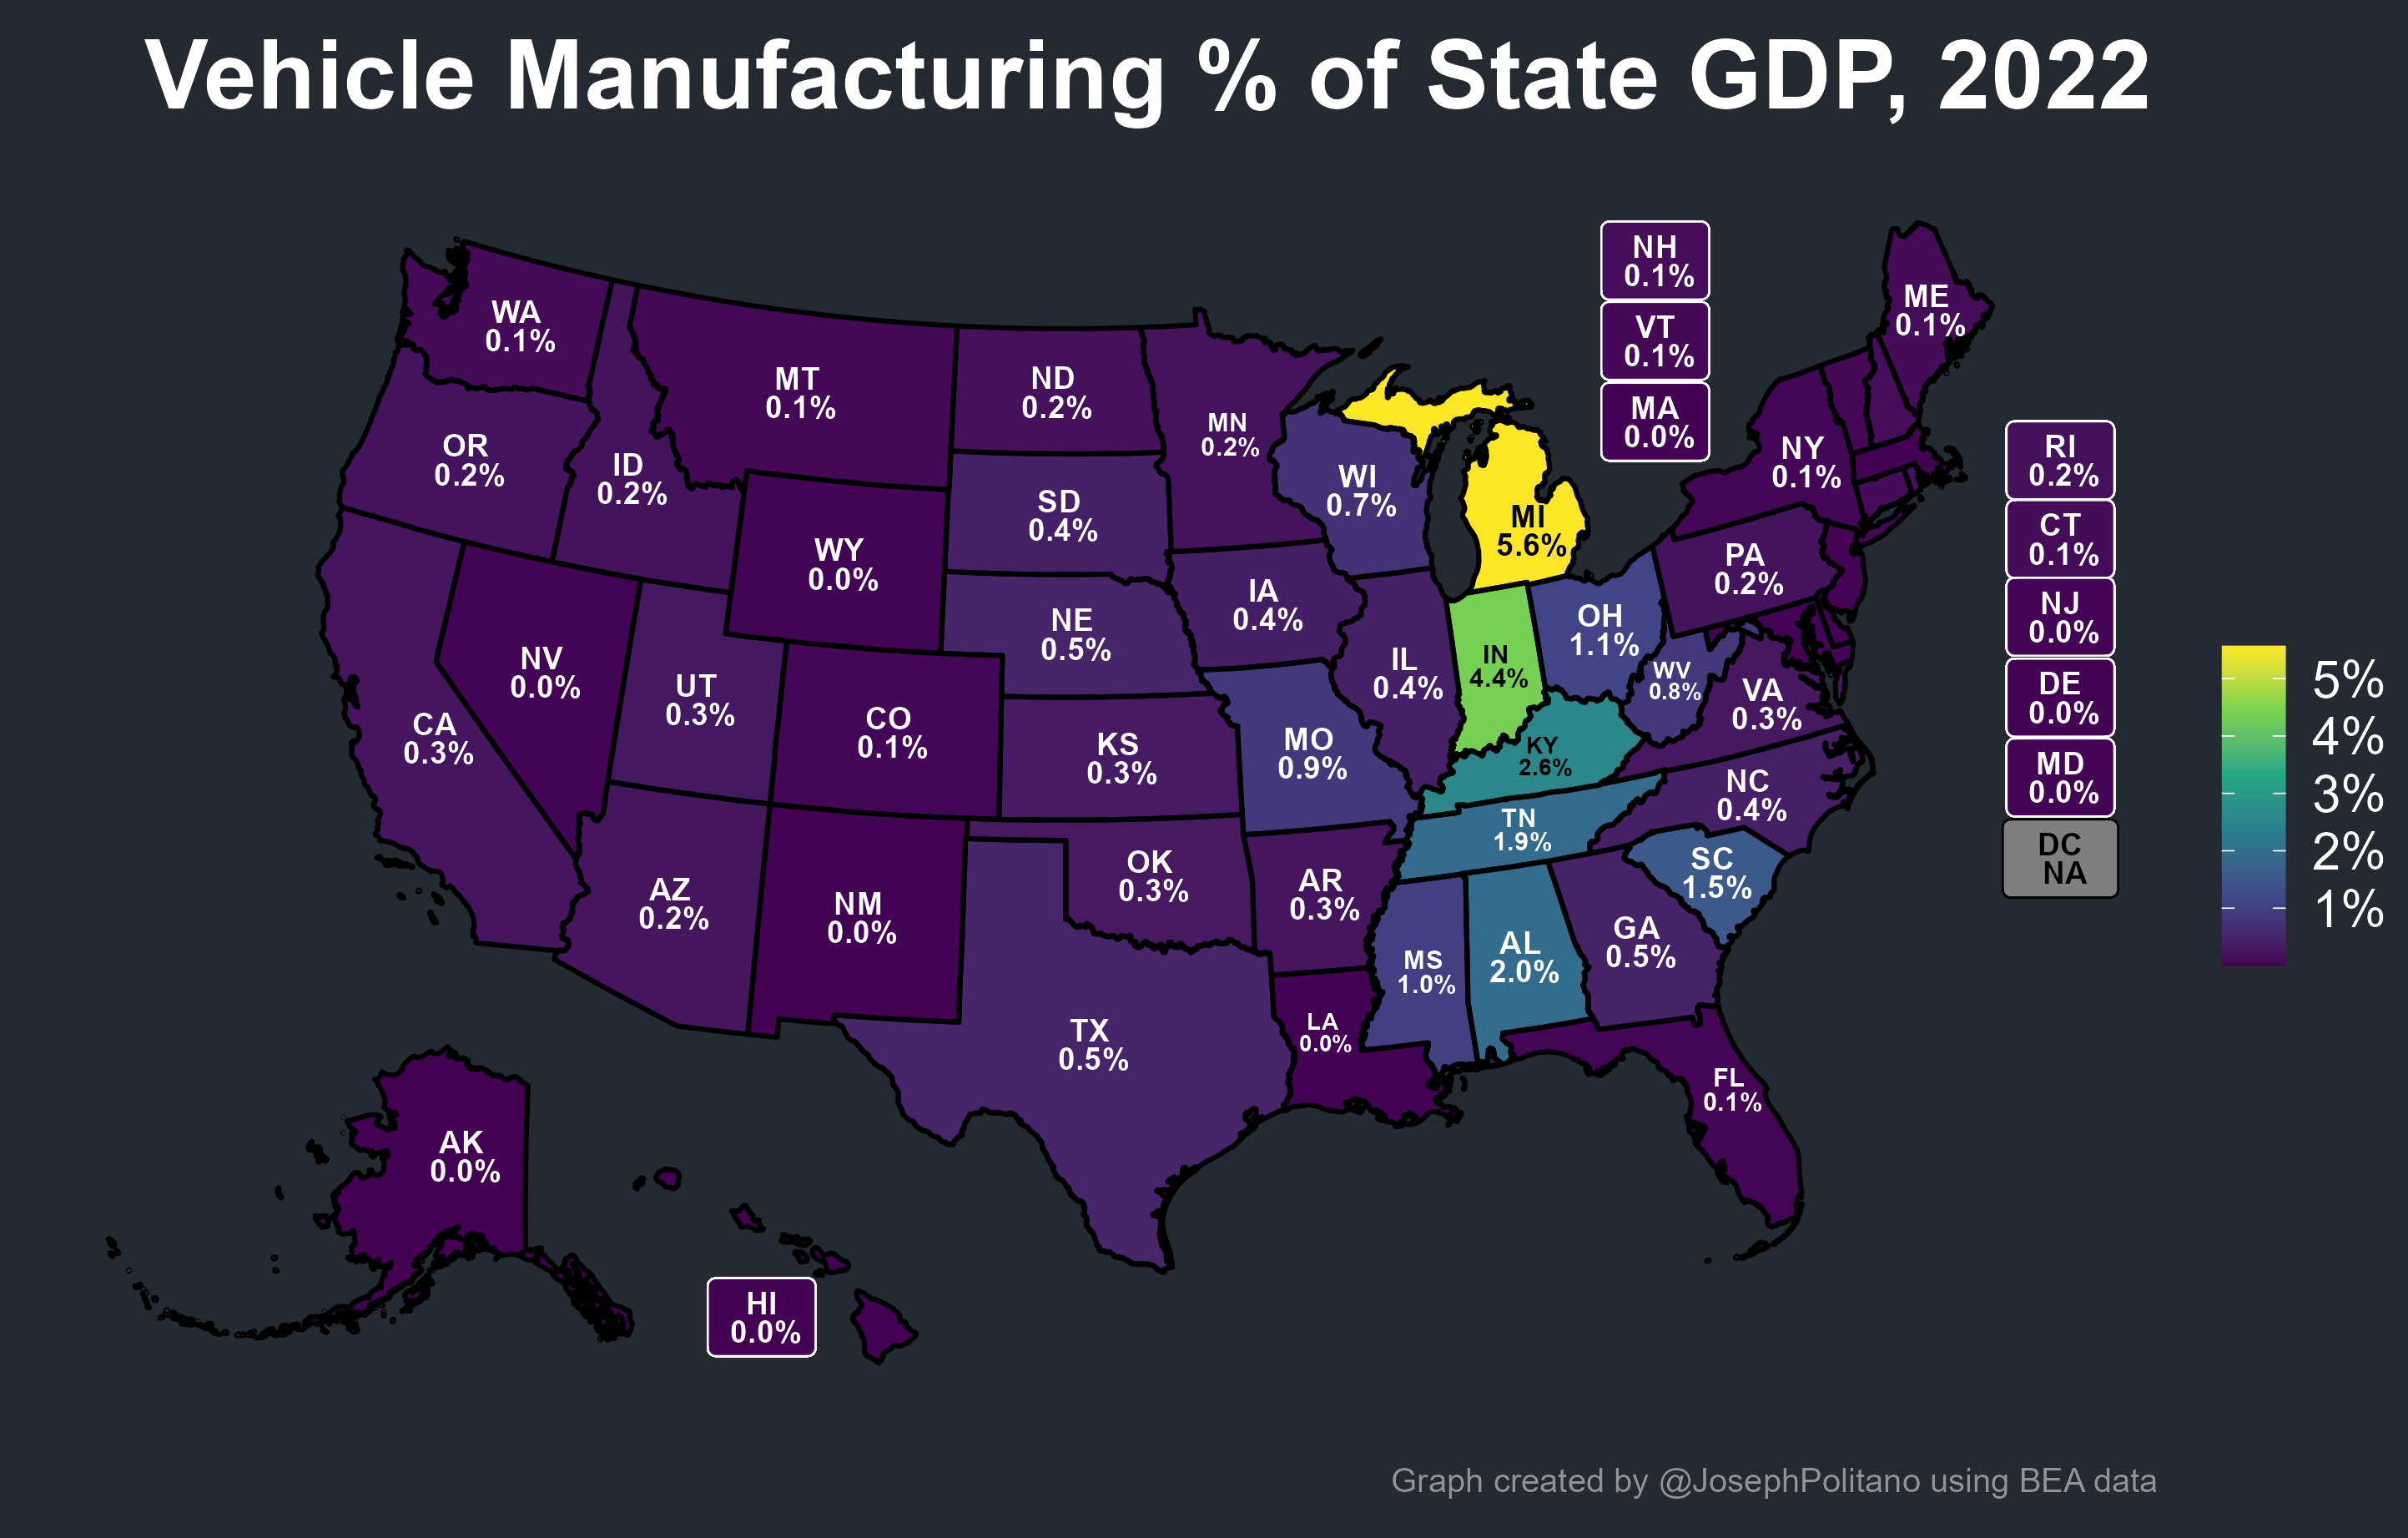 Vehicle Manufacturing % of State GDP, 2022
NH
0.1%
VT
0.1%
MA
0.0%
ME
0.1%
WA
0.1%
MT
0.1%
ND
0.2%
MN
0.2%
OR
0.2%
ID
0.2%
WI
0.7%
NY
0.1%
RI
0.2%
SD
0.4%
MI
5.6%
CT
0.1%
WY
0.0%
PA
0.2%
IA
0.4%
NE
0.5%
OH
1.1%
NJ
0.0%
NV
0.0%
UT
0.3%
IL
0.4%
IN
4.4%
WV
0.8%
VA
0.3%
DE
0.0%
CA
0.3%
CO
0.1%
KS
0.3%
MO
0.9%
KY
2.6%
NC
0.4%
MD
0.0%
TN
1.9%
DC
NA
AZ
0.2%
NM
0.0%
OK
0.3%
AR
0.3%
SC
1.5%
MS
1.0%
AL
2.0%
GA
0.5%
TX
0.5%
LA
0.0%
FL
0.1%
AK
0.0%
HI
0.0%
5%
4%
3%
2%
1%
Graph created by @JosephPolitano using BEA data